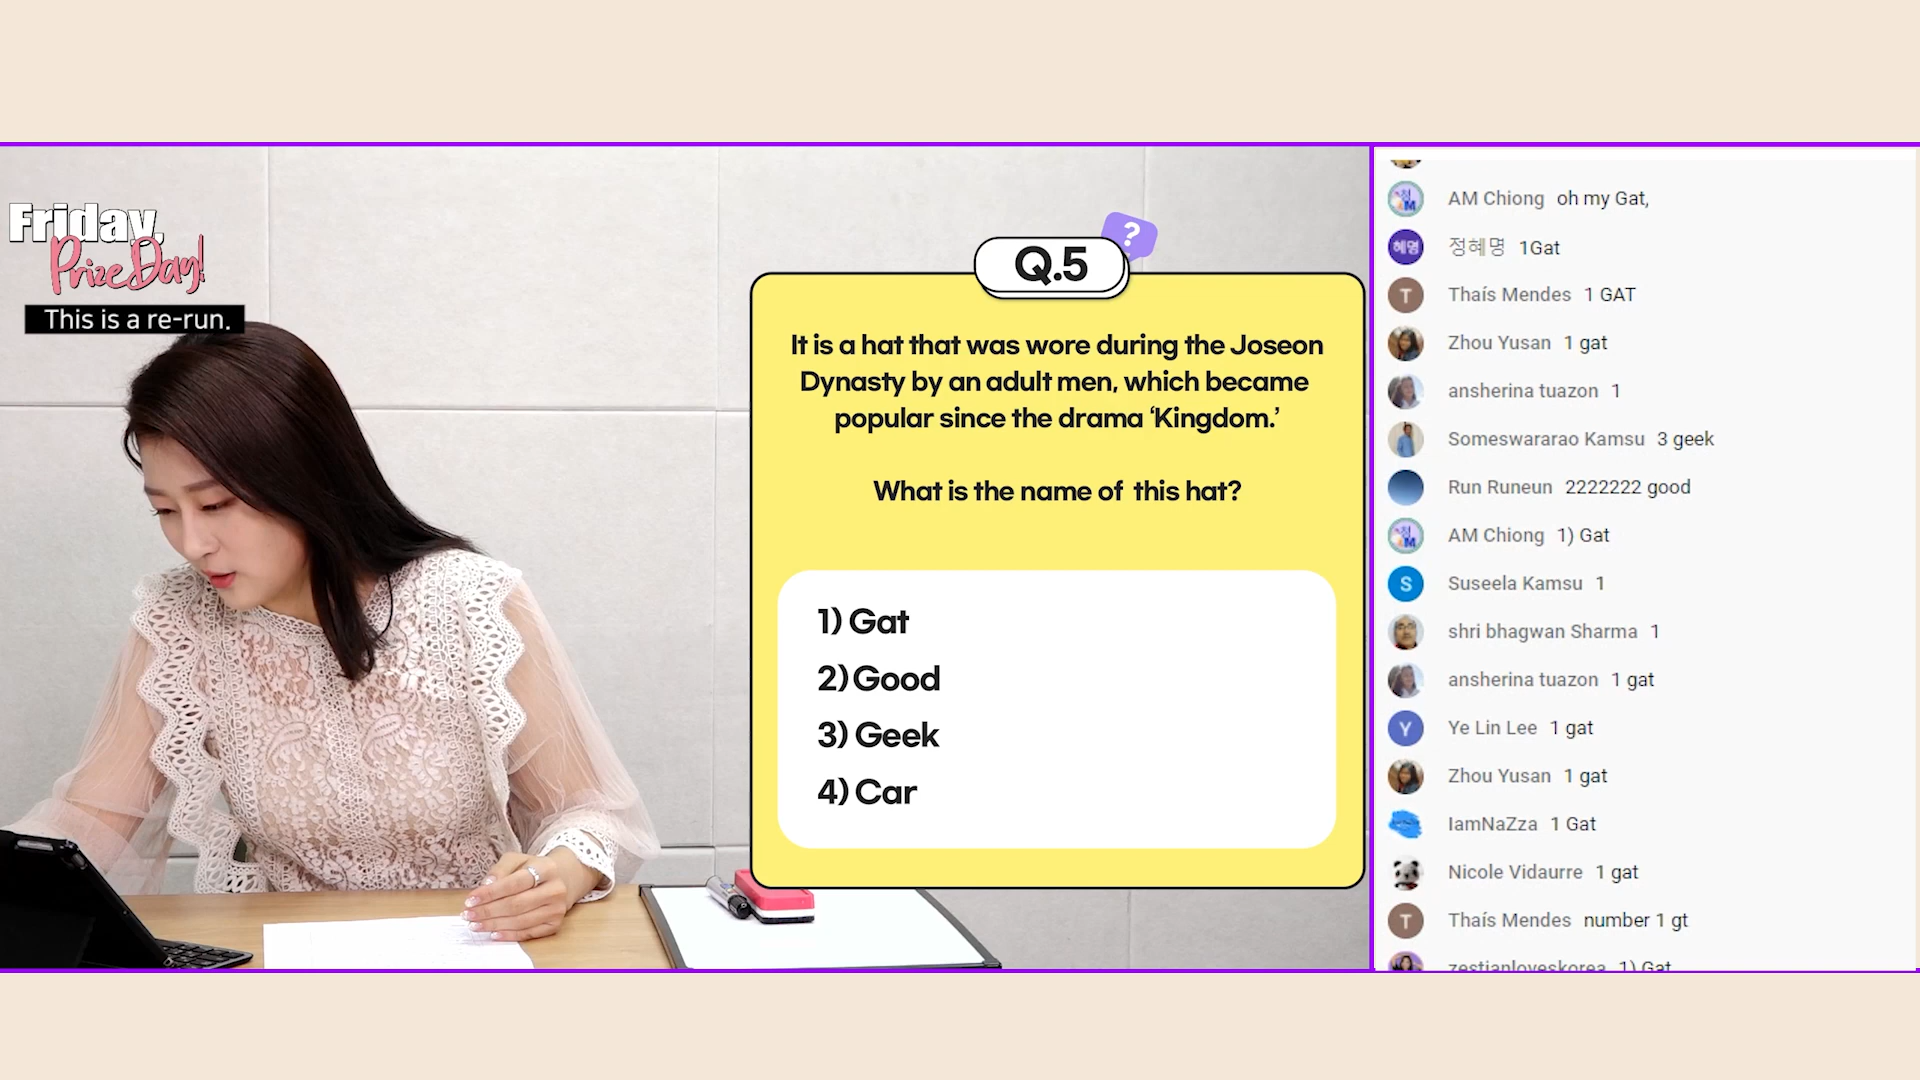 Friday,
Prize Day!
This is a re-run.
?
Q.5
It is a hat that was wore during the Joseon
Dynasty by an adult men, which became
popular since the drama ‘Kingdom.’
What is the name of this hat?
1) Gat
2) Good
3) Geek
4) Car
AM Chiong oh my Gat,
혜명 정혜명 1Gat
T Thaís Mendes 1 GAT
Zhou Yusan 1 gat
ansherina tuazon 1
Someswararao Kamsu 3 geek
Run Runeun 2222222 good
AM Chiong 1) Gat
S Suseela Kamsu 1
shri bhagwan Sharma 1
ansherina tuazon 1 gat
Y Ye Lin Lee 1 gat
Zhou Yusan 1 gat
IamNaZza 1 Gat
Nicole Vidaurre 1 gat
T Thaís Mendes number 1 gt
zestianloveskorea 1) Gat